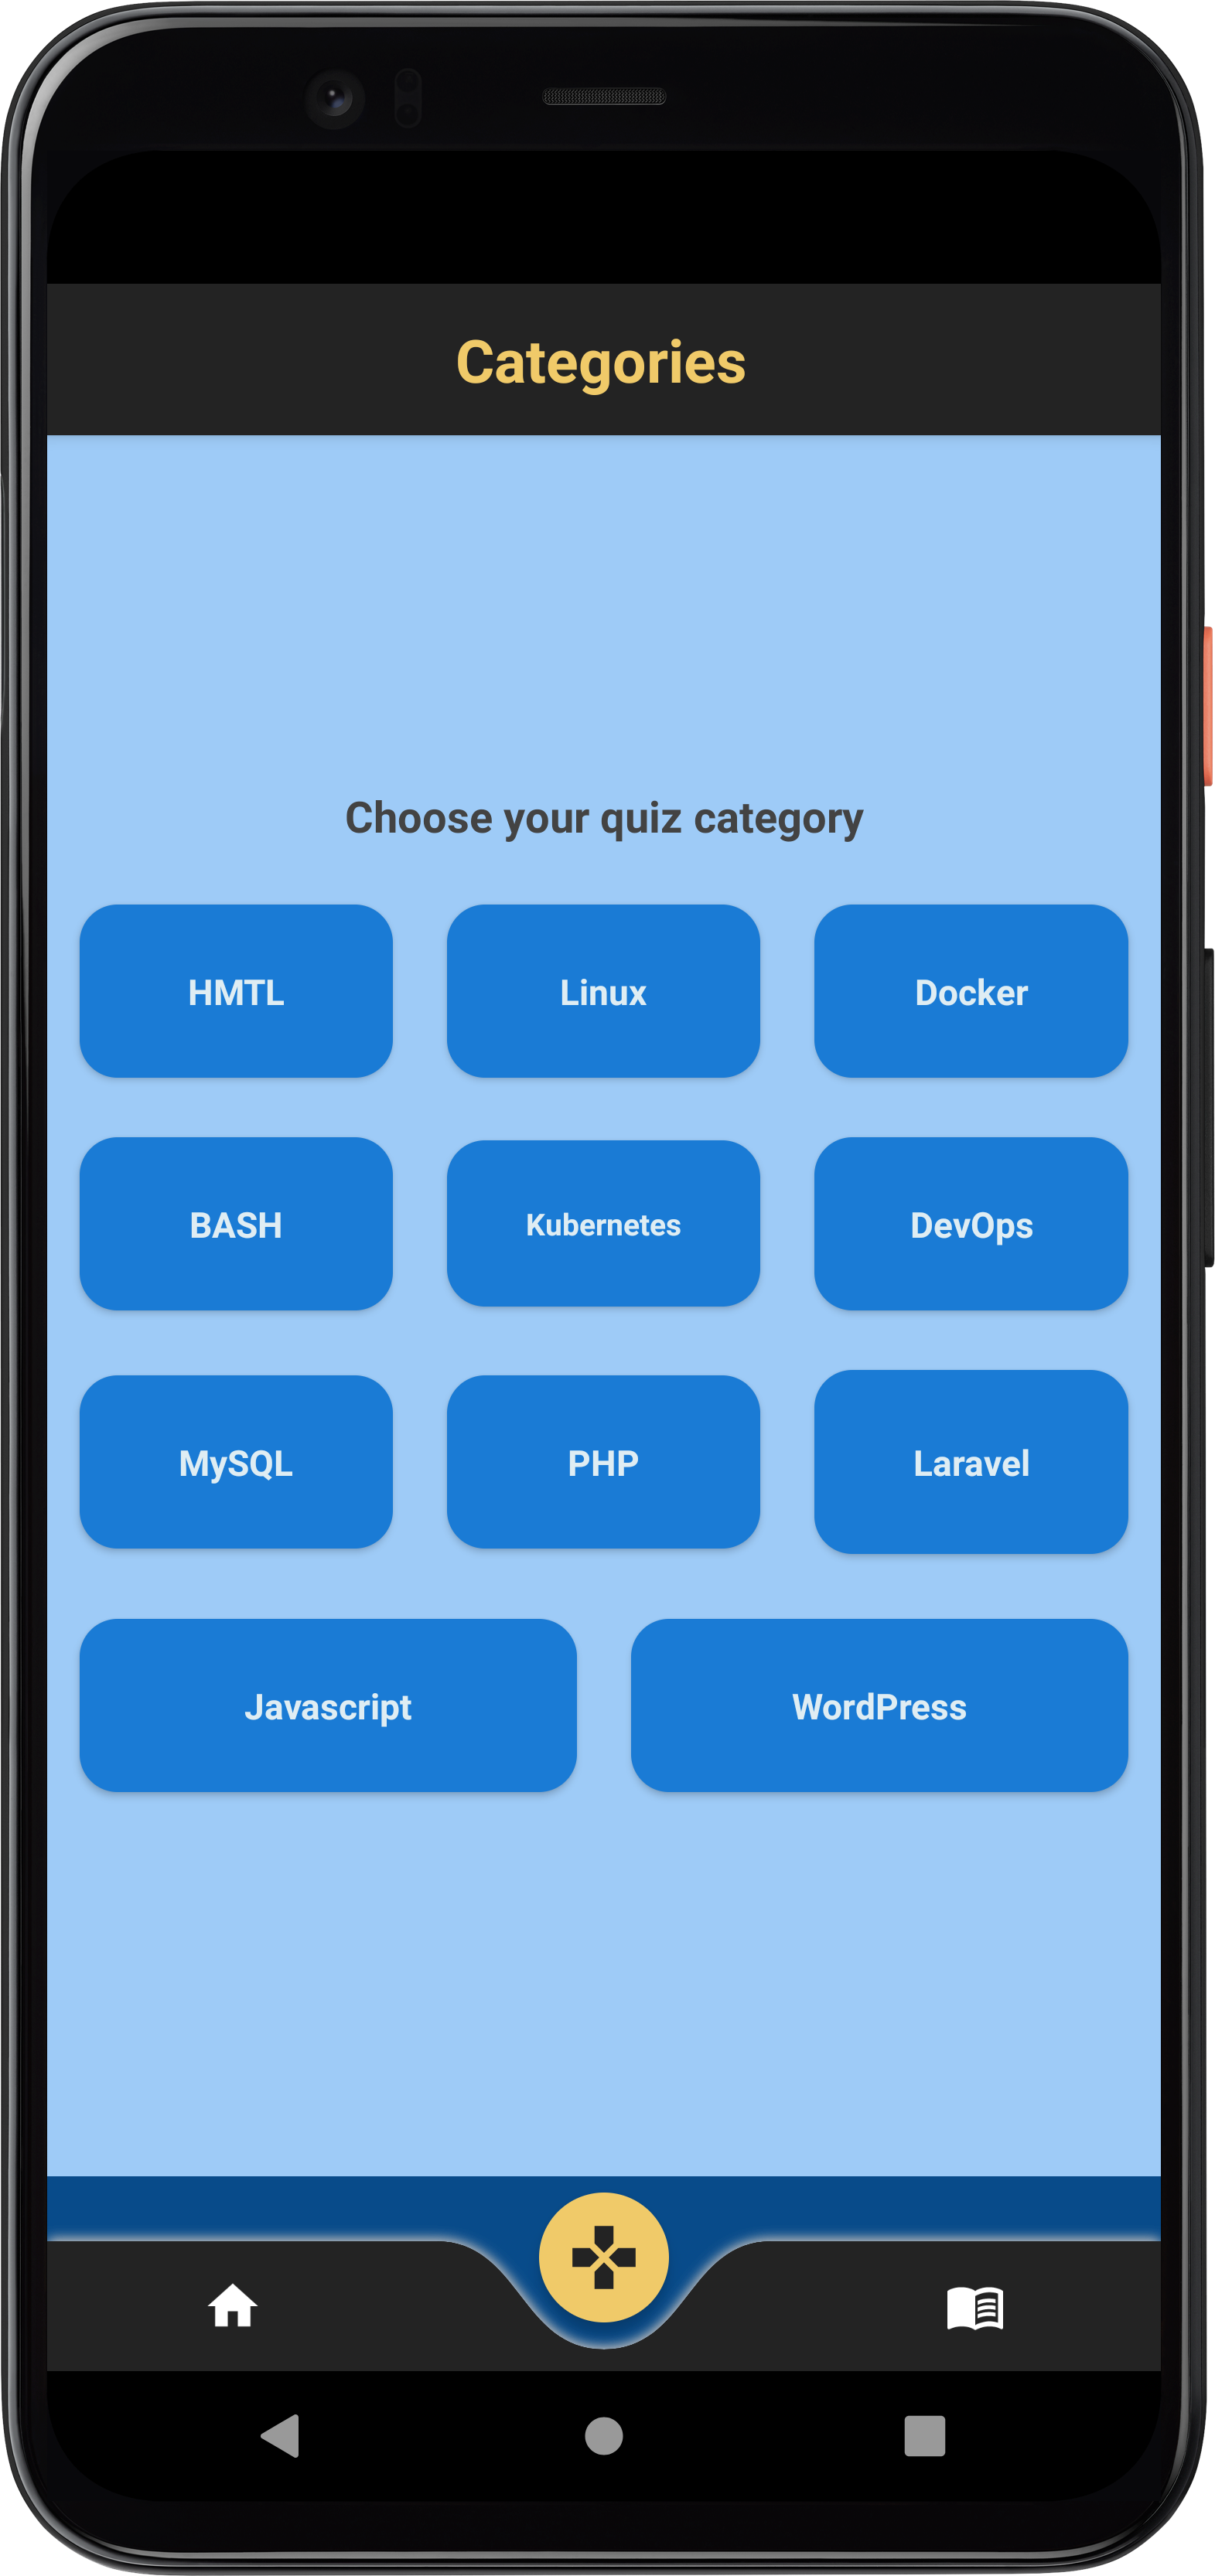 Categories
Choose your quiz category
HMTL
Linux
Docker
BASH
Kubernetes
DevOps
MySQL
PHP
Laravel
Javascript
WordPress